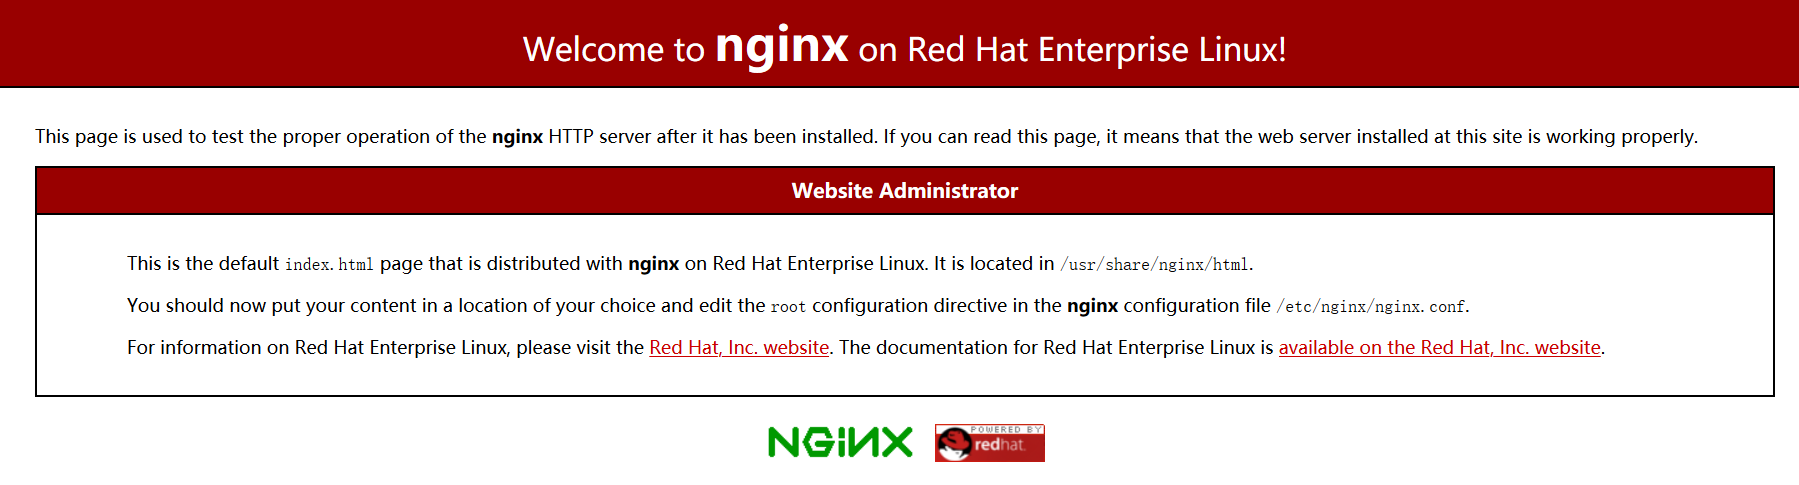 Welcome to nginx on Red Hat Enterprise Linux!
This page is used to test the proper operation of the nginx HTTP server after it has been installed. If you can read this page, it means that the web server installed at this site is working properly.
Website Administrator
This is the default index.html page that is distributed with nginx on Red Hat Enterprise Linux. It is located in /usr/share/nginx/html.
You should now put your content in a location of your choice and edit the root configuration directive in the nginx configuration file /etc/nginx/nginx.conf.
For information on Red Hat Enterprise Linux, please visit the Red Hat, Inc. website. The documentation for Red Hat Enterprise Linux is available on the Red Hat, Inc. website.
NGINX
POWERED BY
redhat.